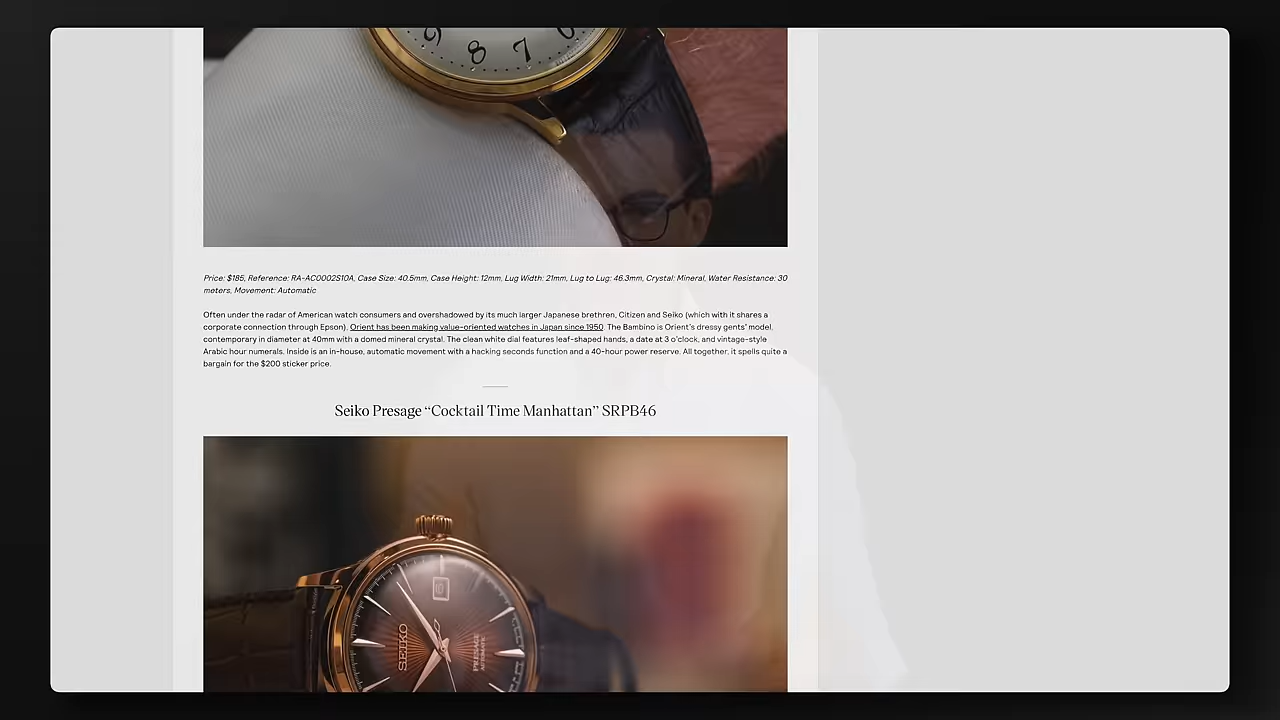 9 8 7 6
Price: $185, Reference: RA-AC0002S10A, Case Size: 40.5mm, Case Height: 12mm, Lug Width: 21mm, Lug to Lug: 46.3mm, Crystal: Mineral, Water Resistance: 30
meters, Movement: Automatic
Often under the radar of American watch consumers and overshadowed by its much larger Japanese brethren, Citizen and Seiko (which with it shares a
corporate connection through Epson), Orient has been making value-oriented watches in Japan since 1950. The Bambino is Orient's dressy gents' model,
contemporary in diameter at 40mm with a domed mineral crystal. The clean white dial features leaf-shaped hands, a date at 3 o'clock, and vintage-style
Arabic hour numerals. Inside is an in-house, automatic movement with a hacking seconds function and a 40-hour power reserve. All together, it spells quite a
bargain for the $200 sticker price.
Seiko Presage “Cocktail Time Manhattan” SRPB46
SEIKO
PRESAGE
AUTOMATIC